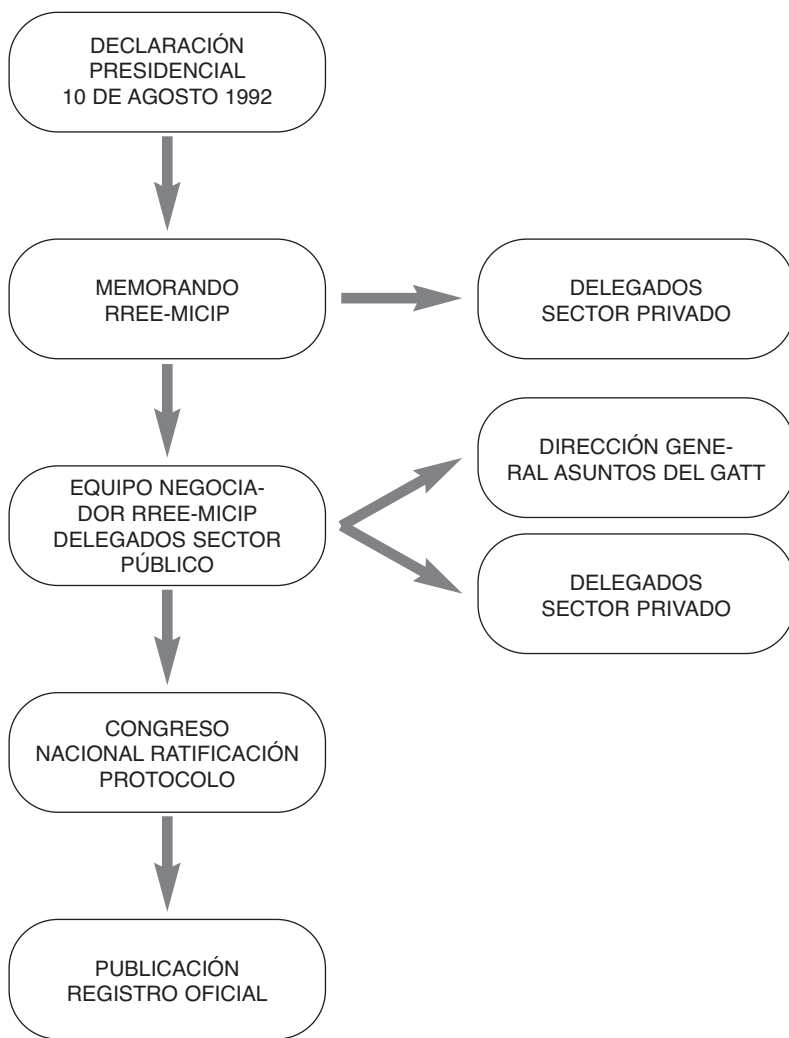 DECLARACIÓN
PRESIDENCIAL
10 DE AGOSTO 1992
MEMORANDO
RREE-MICIP
DELEGADOS
SECTOR PRIVADO
EQUIPO NEGOCIA-
DOR RREE-MICIP
DELEGADOS SECTOR
PÚBLICO
DIRECCIÓN GENE-
RAL ASUNTOS DEL GATT
DELEGADOS
SECTOR PRIVADO
CONGRESO
NACIONAL RATIFICACIÓN
PROTOCOLO
PUBLICACIÓN
REGISTRO OFICIAL